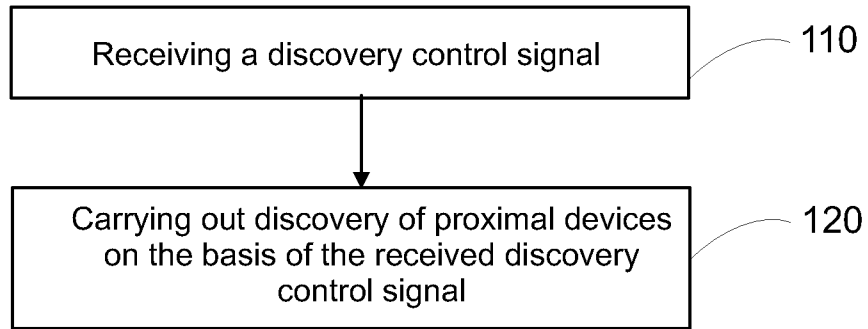 Receiving a discovery control signal
110
Carrying out discovery of proximal devices
on the basis of the received discovery
control signal
120